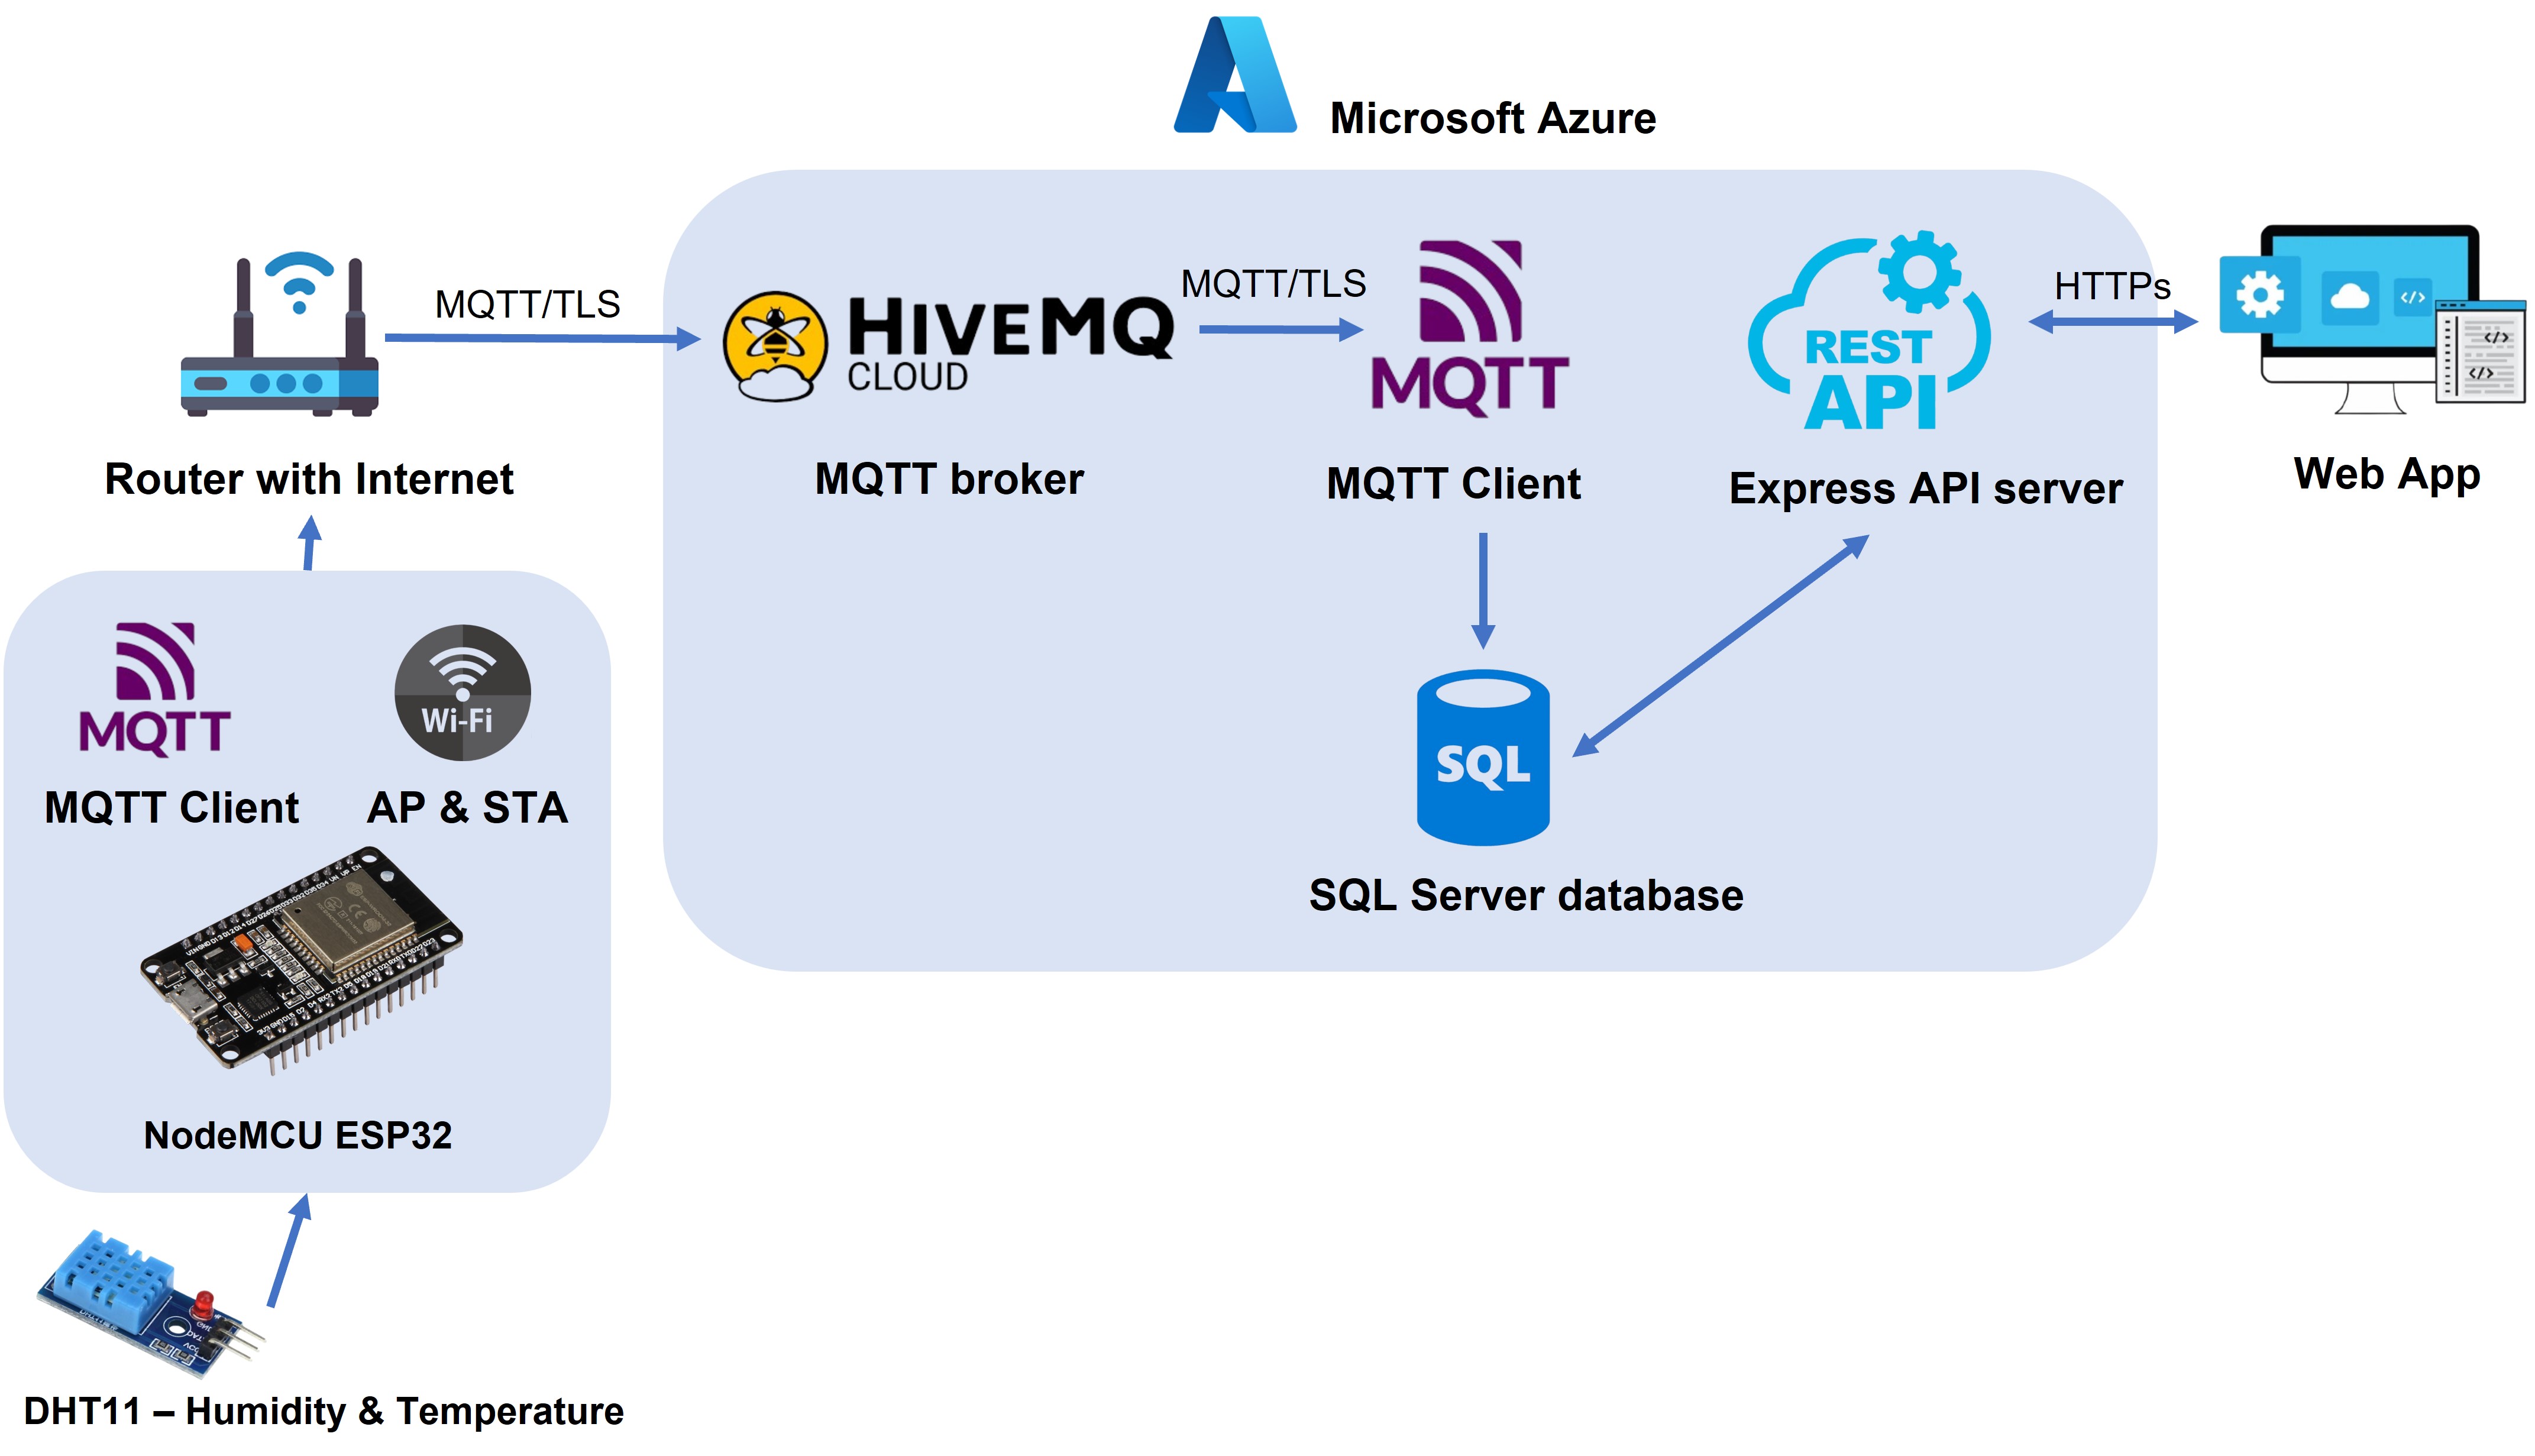 Microsoft Azure
MQTT/TLS
HIVEMQ
CLOUD
MQTT/TLS
MQTT
REST
API
HTTPs
</>
</>
</>
Router with Internet
MQTT broker
MQTT Client
Express API server
Web App
MQTT
Wi-Fi
MQTT Client
AP & STA
SQL
SQL Server database
NodeMCU ESP32
DHT11 – Humidity & Temperature